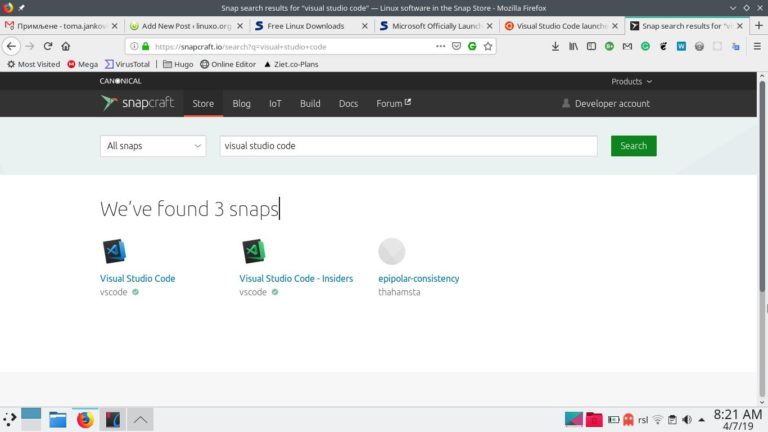 Snap search results for "visual studio code" — Linux software in the Snap Store - Mozilla Firefox
Примљене - toma.jankovi
Add New Post ‹ linuxo.org
Free Linux Downloads
Microsoft Officially Launch
Visual Studio Code launch
Snap search results for "vi
https://snapcraft.io/search?q=visual+studio+code
Most Visited
Mega
VirusTotal
Hugo
Online Editor
Ziet.co-Plans
CANONICAL
Products
snapcraft
Store
Blog
IoT
Build
Docs
Forum
Developer account
All snaps
visual studio code
Search
We've found 3 snaps
Visual Studio Code
vscode
Visual Studio Code - Insiders
vscode
epipolar-consistency
thahamsta
rsl
8:21 AM
4/7/19